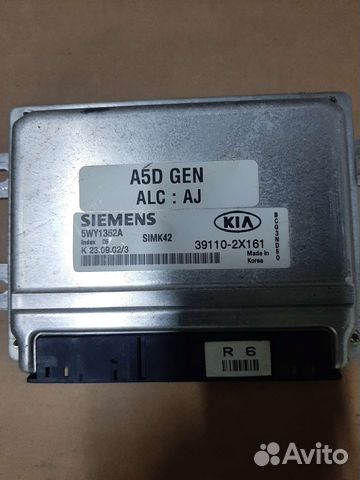 A5D GEN
ALC : AJ
SIEMENS
5WY1352A
SIMK42
Index
K 23.09.02/3
KIA
39110-2X161
Made in
Korea
R 6
Avito